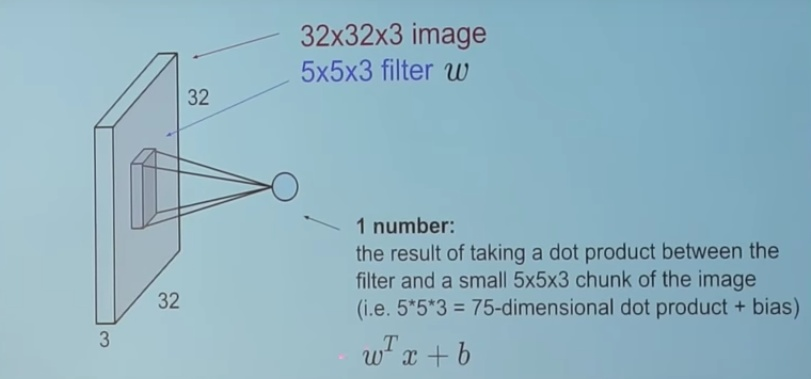 32x32x3 image
5x5x3 filter w
32
1 number:
the result of taking a dot product between the
filter and a small 5x5x3 chunk of the image
(i.e. 5*5*3 = 75-dimensional dot product + bias)
32
3
w^T x + b